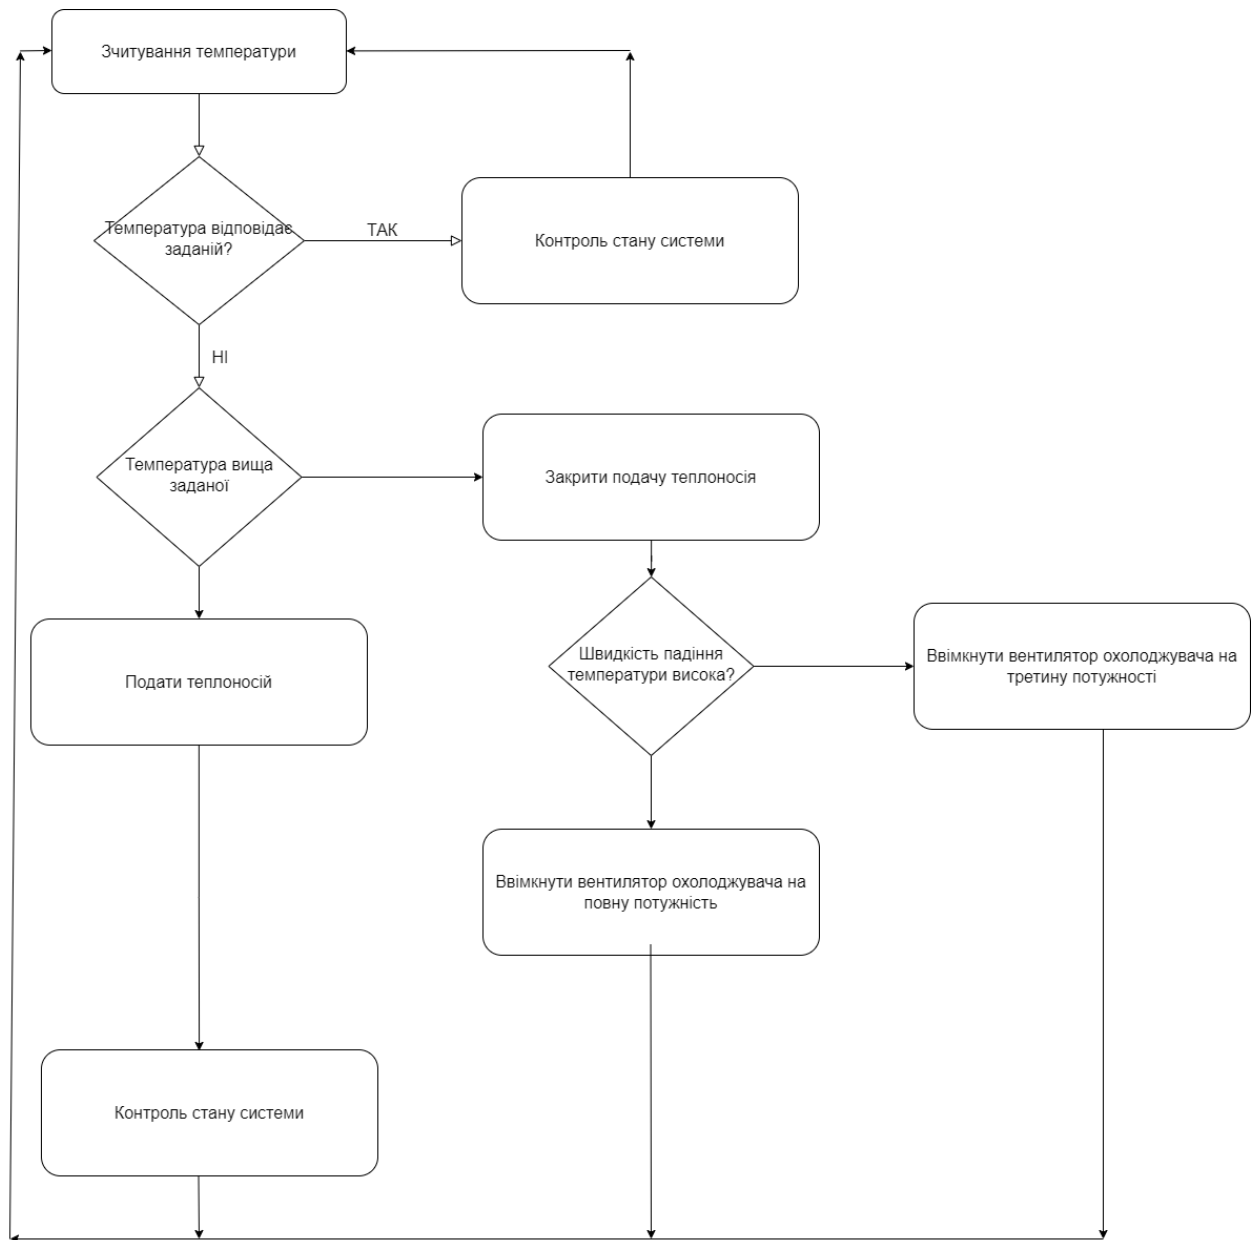 Зчитування температури
Температура відповідає
заданій?
ТАК
Контроль стану системи
НІ
Температура вища
заданої
Закрити подачу теплоносія
Швидкість падіння
температури висока?
Ввімкнути вентилятор охолоджувача на
третину потужності
Подати теплоносій
Ввімкнути вентилятор охолоджувача на
повну потужність
Контроль стану системи